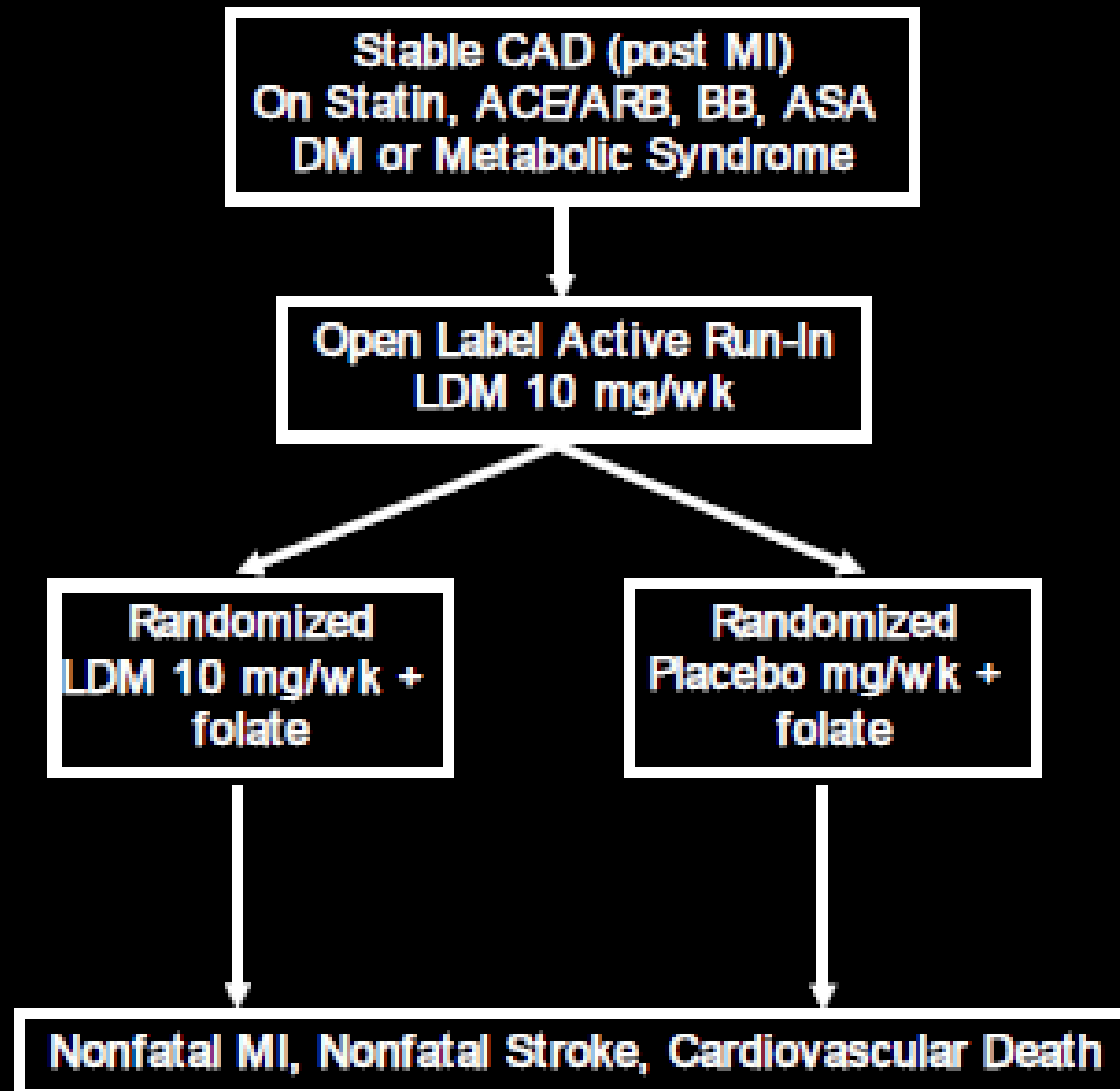 Stable CAD (post MI)
On Statin, ACE/ARB, BB, ASA
DM or Metabolic Syndrome
Open Label Active Run-In
LDM 10 mg/wk
Randomized
LDM 10 mg/wk +
folate
Randomized
Placebo mg/wk +
folate
Nonfatal MI, Nonfatal Stroke, Cardiovascular Death